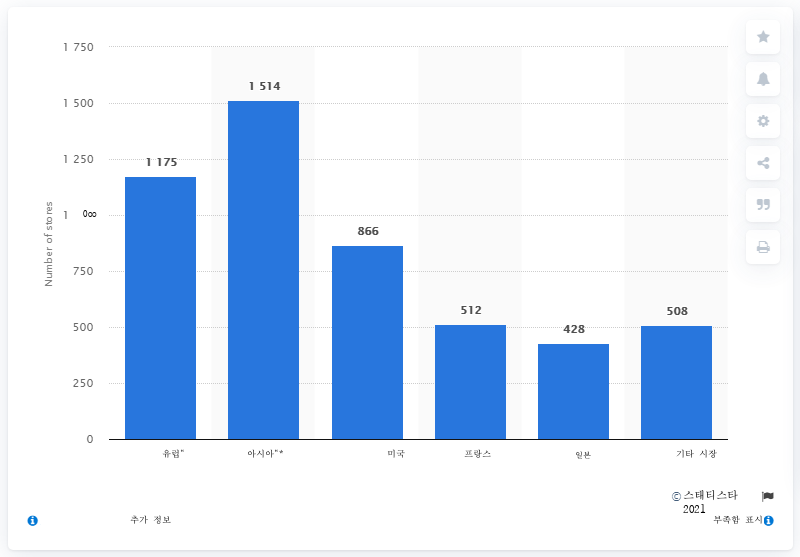 1 750
1 500
1 250
1 0∞
750
500
250
0
Number of stores
1 175
1 514
866
512
428
508
유럽"
아시아"*
미국
프랑스
일본
기타 시장
© 스태티스타
2021
추가 정보
부족함 표시